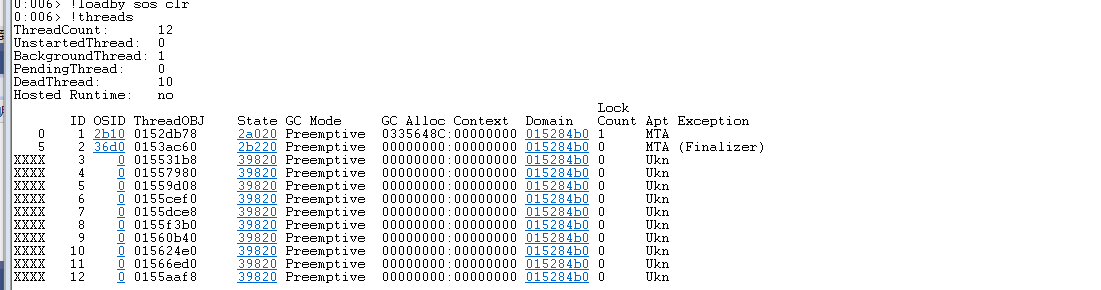 0:006> !loadby sos clr
0:006> !threads
ThreadCount:      12
UnstartedThread:  0
BackgroundThread: 1
PendingThread:    0
DeadThread:       10
Hosted Runtime:   no
Lock
ID OSID ThreadOBJ    State GC Mode     GC Alloc Context  Domain   Count Apt Exception
0    1 2b10 0152db78     2a020 Preemptive  0335648C:00000000 015284b0 1     MTA
5    2 36d0 0153ac60     2b220 Preemptive  00000000:00000000 015284b0 0     MTA (Finalizer)
XXXX    3    0 015531b8     39820 Preemptive  00000000:00000000 015284b0 0     Ukn
XXXX    4    0 01557980     39820 Preemptive  00000000:00000000 015284b0 0     Ukn
XXXX    5    0 01559d08     39820 Preemptive  00000000:00000000 015284b0 0     Ukn
XXXX    6    0 0155cef0     39820 Preemptive  00000000:00000000 015284b0 0     Ukn
XXXX    7    0 0155dce8     39820 Preemptive  00000000:00000000 015284b0 0     Ukn
XXXX    8    0 0155f3b0     39820 Preemptive  00000000:00000000 015284b0 0     Ukn
XXXX    9    0 01560b40     39820 Preemptive  00000000:00000000 015284b0 0     Ukn
XXXX   10    0 015624e0     39820 Preemptive  00000000:00000000 015284b0 0     Ukn
XXXX   11    0 01566ed0     39820 Preemptive  00000000:00000000 015284b0 0     Ukn
XXXX   12    0 0155aaf8     39820 Preemptive  00000000:00000000 015284b0 0     Ukn